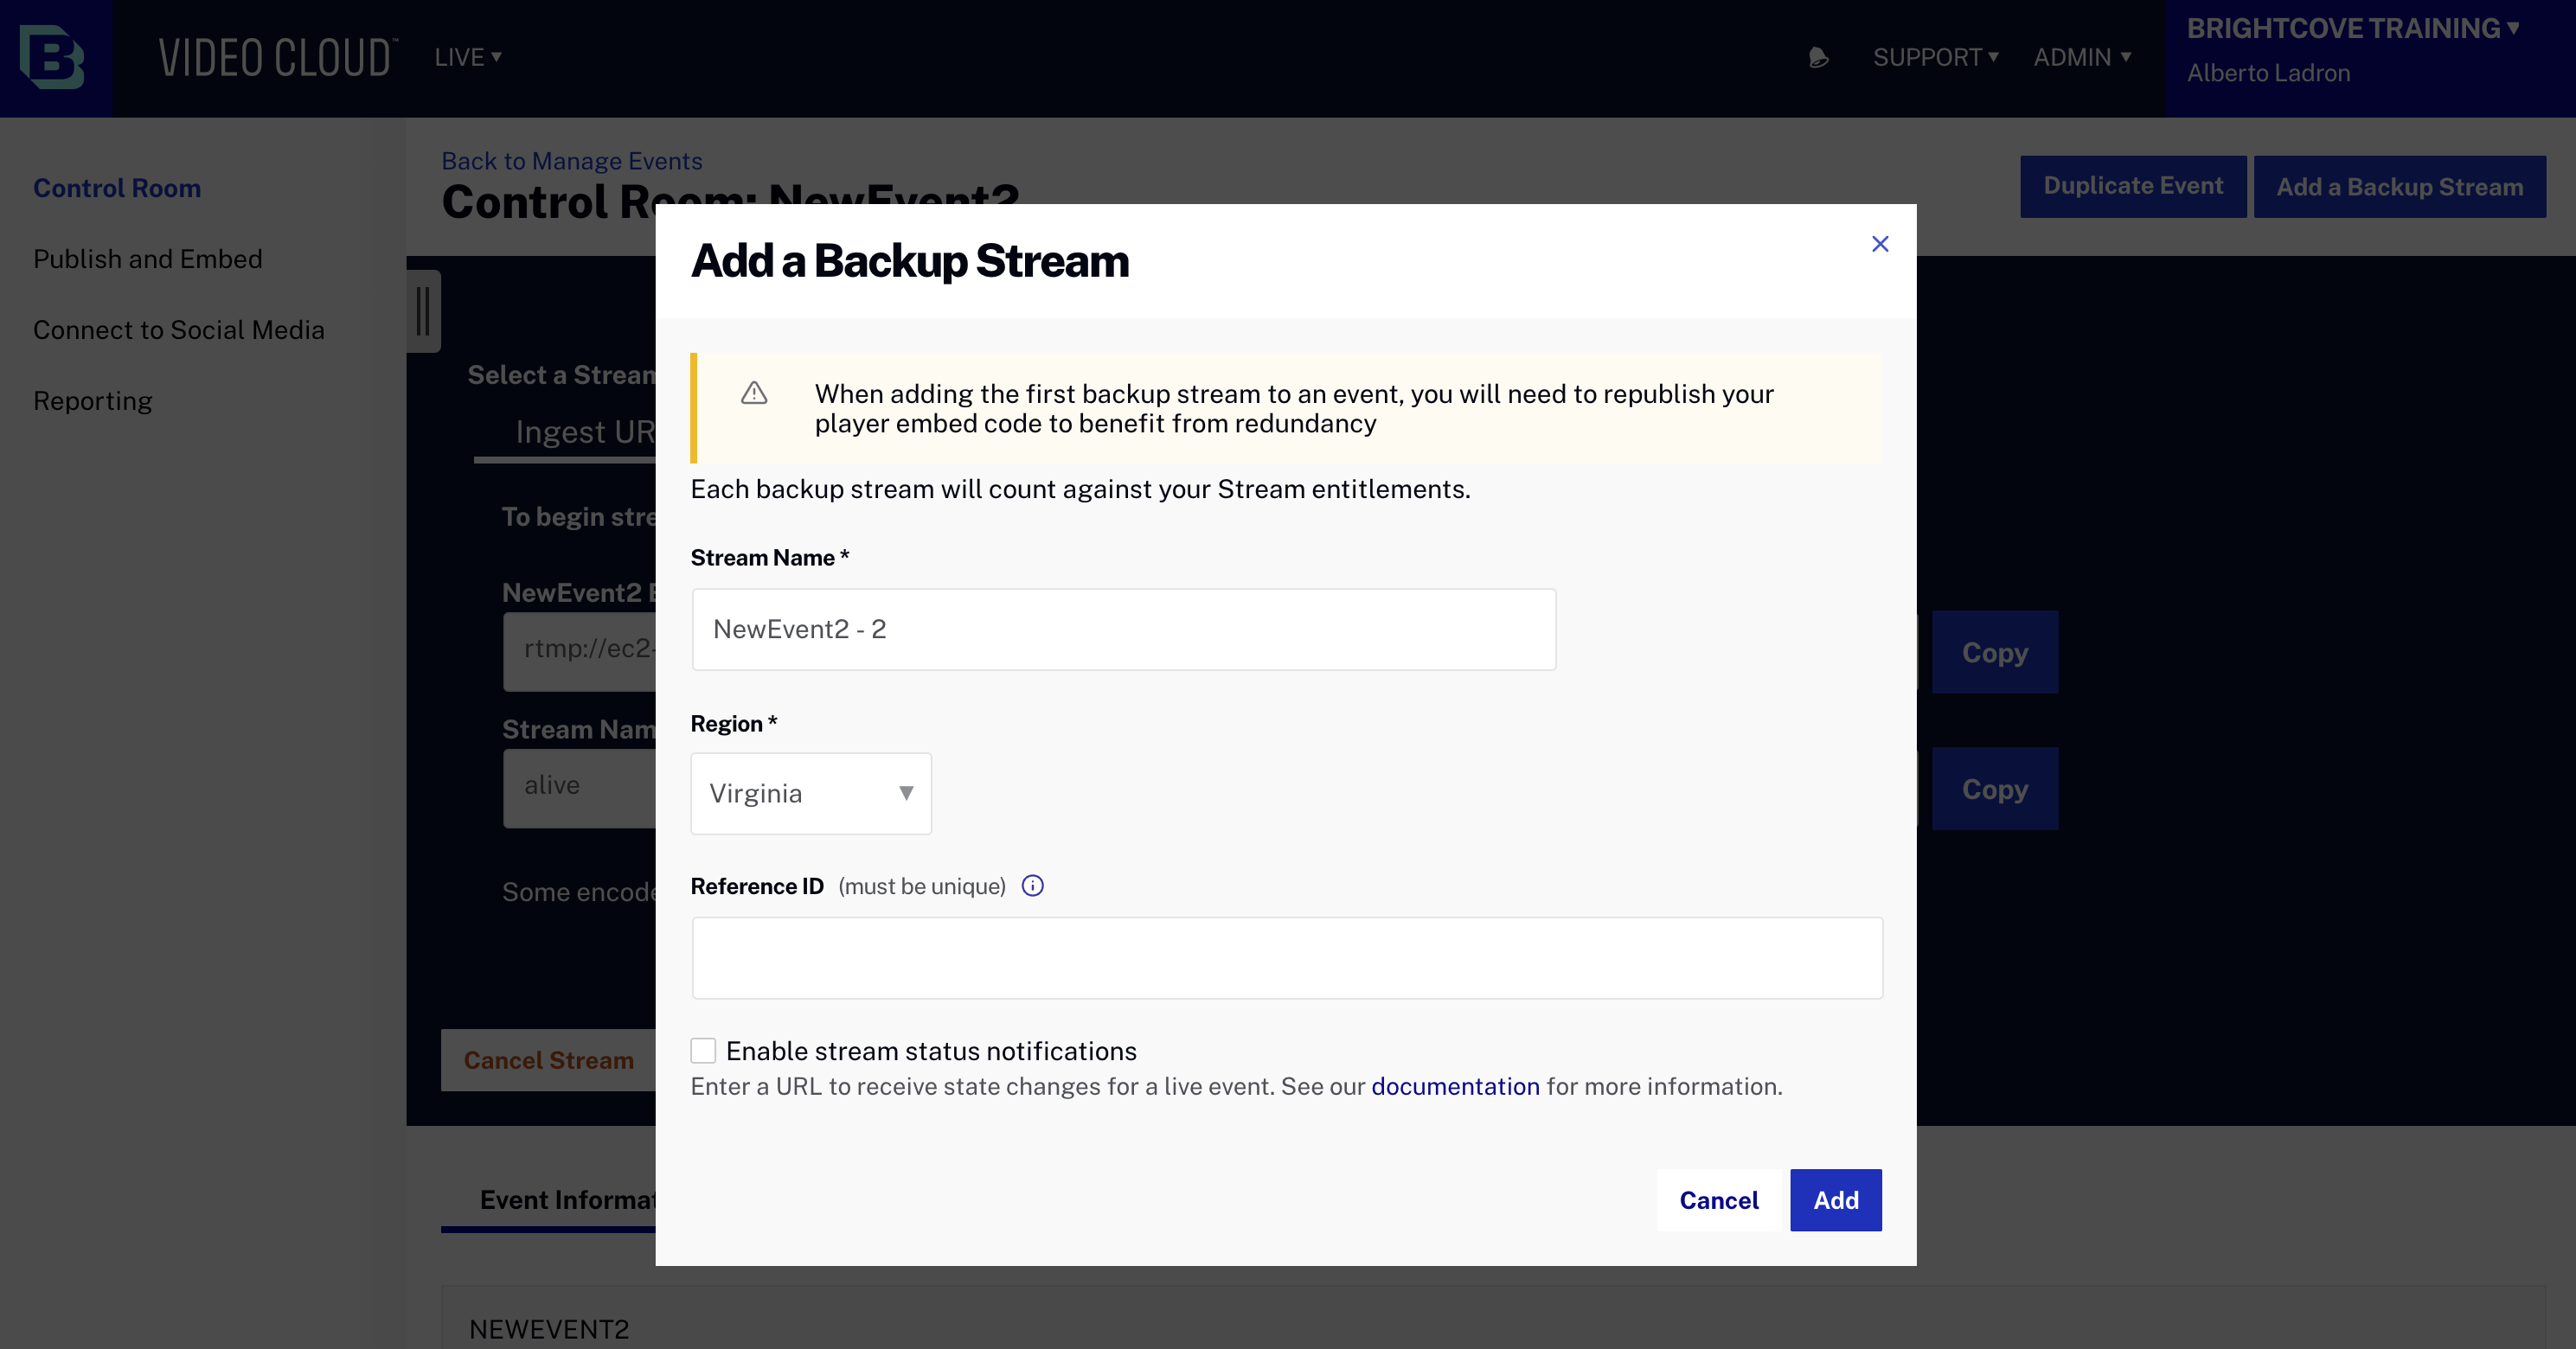 B
VIDEO CLOUD™
LIVE ▾
SUPPORT ▾
ADMIN ▾
BRIGHTCOVE TRAINING ▾
Alberto Ladron
Control Room
Publish and Embed
Connect to Social Media
Reporting
Back to Manage Events
Control Room: NewEvent2
Duplicate Event
Add a Backup Stream
Select a Stream
Ingest UR
To begin stre
NewEvent2 E
rtmp://ec2-
Copy
Stream Nam
alive
Copy
Some encode
Cancel Stream
Event Informat
NEWEVENT2
Add a Backup Stream
When adding the first backup stream to an event, you will need to republish your
player embed code to benefit from redundancy
Each backup stream will count against your Stream entitlements.
Stream Name *
NewEvent2 - 2
Region *
Virginia
Reference ID (must be unique)
Enable stream status notifications
Enter a URL to receive state changes for a live event. See our documentation for more information.
Cancel
Add